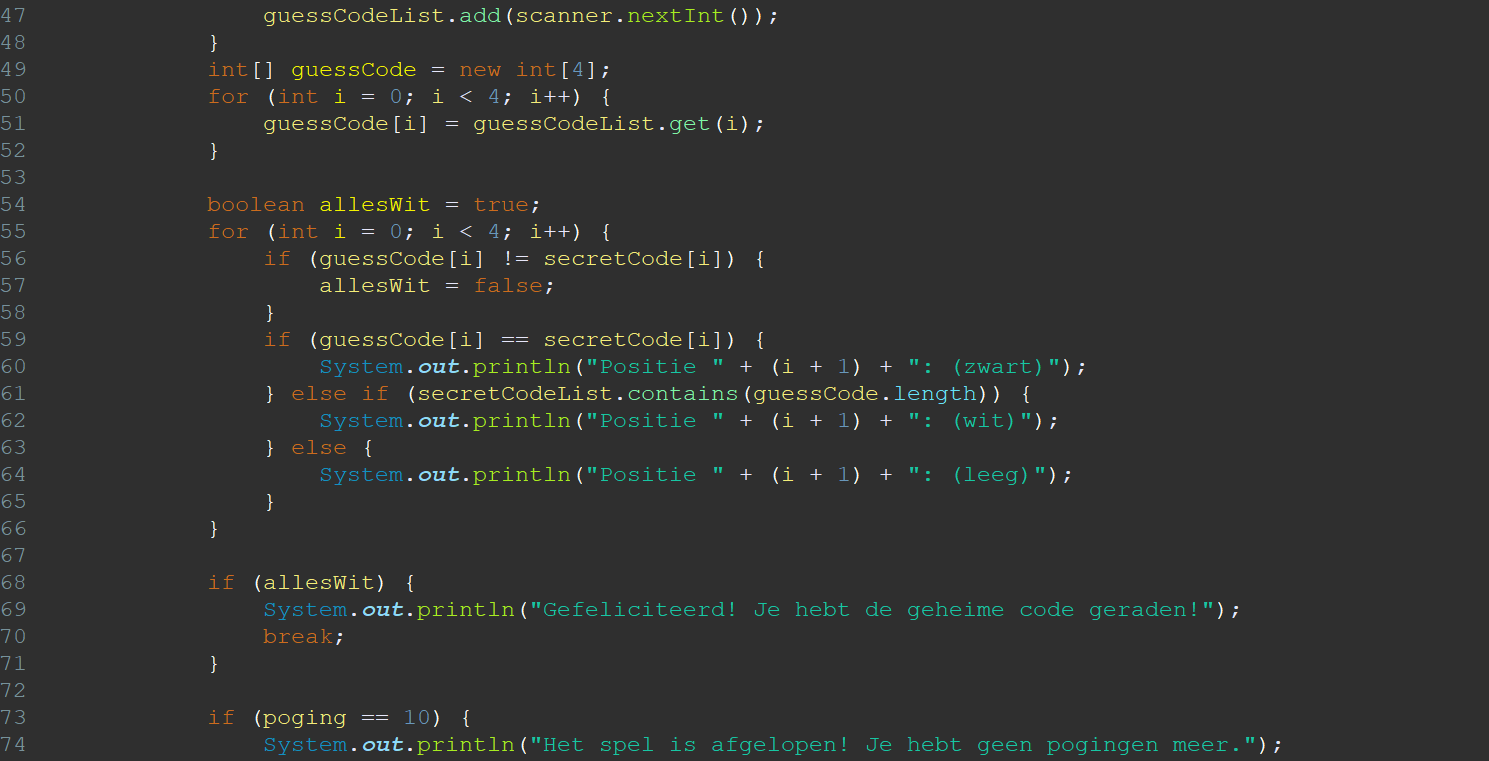 47 guessCodeList.add(scanner.nextInt());
48 }
49 int[] guessCode = new int[4];
50 for (int i = 0; i < 4; i++) {
51 guessCode[i] = guessCodeList.get(i);
52 }
53
54 boolean allesWit = true;
55 for (int i = 0; i < 4; i++) {
56 if (guessCode[i] != secretCode[i]) {
57 allesWit = false;
58 }
59 if (guessCode[i] == secretCode[i]) {
60 System.out.println("Positie " + (i + 1) + ": (zwart)");
61 } else if (secretCodeList.contains(guessCode.length)) {
62 System.out.println("Positie " + (i + 1) + ": (wit)");
63 } else {
64 System.out.println("Positie " + (i + 1) + ": (leeg)");
65 }
66 }
67
68 if (allesWit) {
69 System.out.println("Gefeliciteerd! Je hebt de geheime code geraden!");
70 break;
71 }
72
73 if (poging == 10) {
74 System.out.println("Het spel is afgelopen! Je hebt geen pogingen meer.");